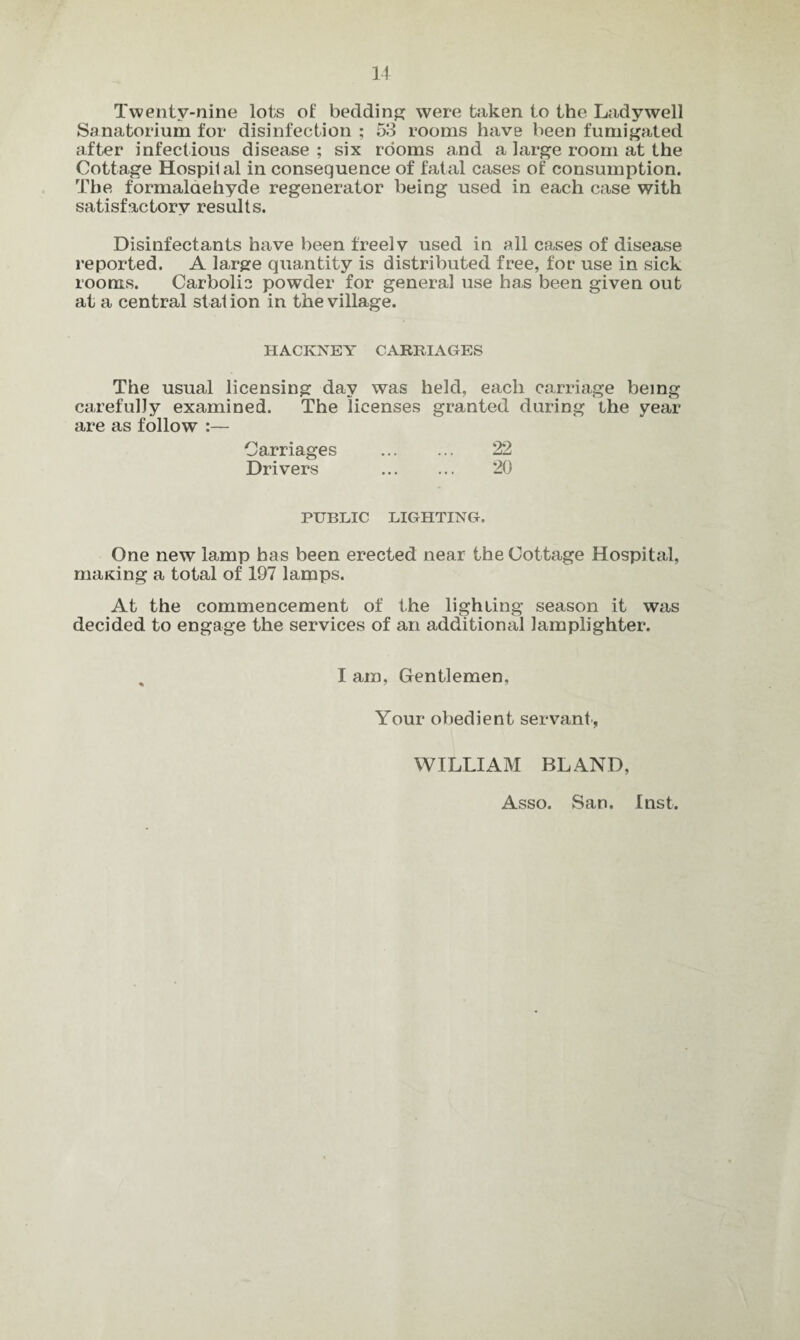 14
Twenty-nine lots of bedding were taken to the Ladywell
Sanatorium for disinfection ; 53 rooms have been fumigated
after infectious disease ; six rooms and a large room at the
Cottage Hospital in consequence of fatal cases of consumption.
The formaldehyde regenerator being used in each case with
satisfactory results.
Disinfectants have been freely used in all cases of disease
reported. A large quantity is distributed free, for use in sick
rooms. Carbolic powder for general use has been given out
at a central station in the village.
HACKNEY CARRIAGES
The usual licensing day was held, each carriage being
carefully examined. The licenses granted during the year
are as follow :—
Carriages ... ... 22
Drivers ... ... 20
PUBLIC LIGHTING.
One new lamp has been erected near the Cottage Hospital,
making a total of 197 lamps.
At the commencement of the lighting season it was
decided to engage the services of an additional lamplighter.
I am, Gentlemen,
Your obedient servant,
WILLIAM BLAND,
Asso. San. Inst.